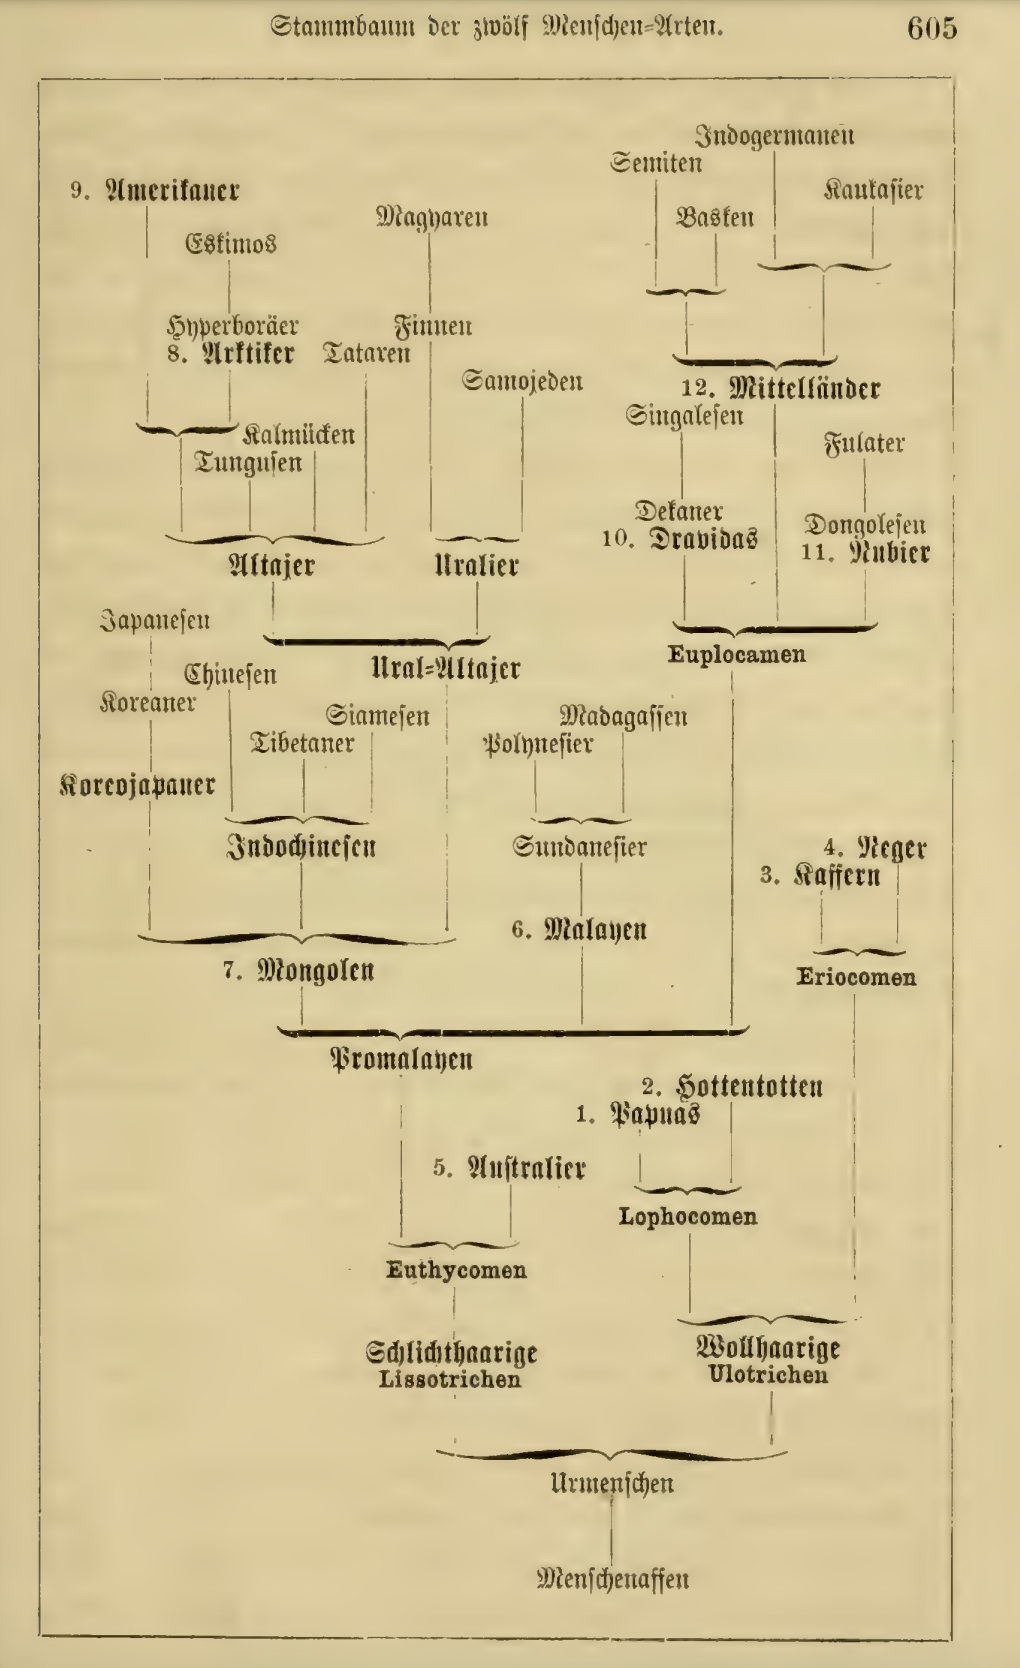 Stammbaum der zwölf Menschen-Arten. 605
Indogermanen
Semiten
9. Amerikaner
Kaukasier
Magyaren
Basken
Eskimos
Hyperboräer
Finnen
8. Arktiker
Tataren
Samojeden
12. Mittelländer
Singalesen
Kalmücken
Fulater
Tungusen
Dekaner
Dongolesen
10. Dravidas
11. Nubier
Altajer
Uralier
Japanesen
Euplocamen
Chinesen
Ural-Altajer
Koreaner
Siamesen
Madagassen
Tibetaner
Polynesier
Koreojapaner
Indochinesen
Sundanesier
4. Neger
3. Kaffern
6. Malayen
7. Mongolen
Eriocomen
Promalayen
2. Hottentotten
1. Papuas
5. Australier
Lophocomen
Euthycomen
Schlichthaarige
Wollhaarige
Lissotrichen
Ulotrichen
Urmenschen
Menschenaffen